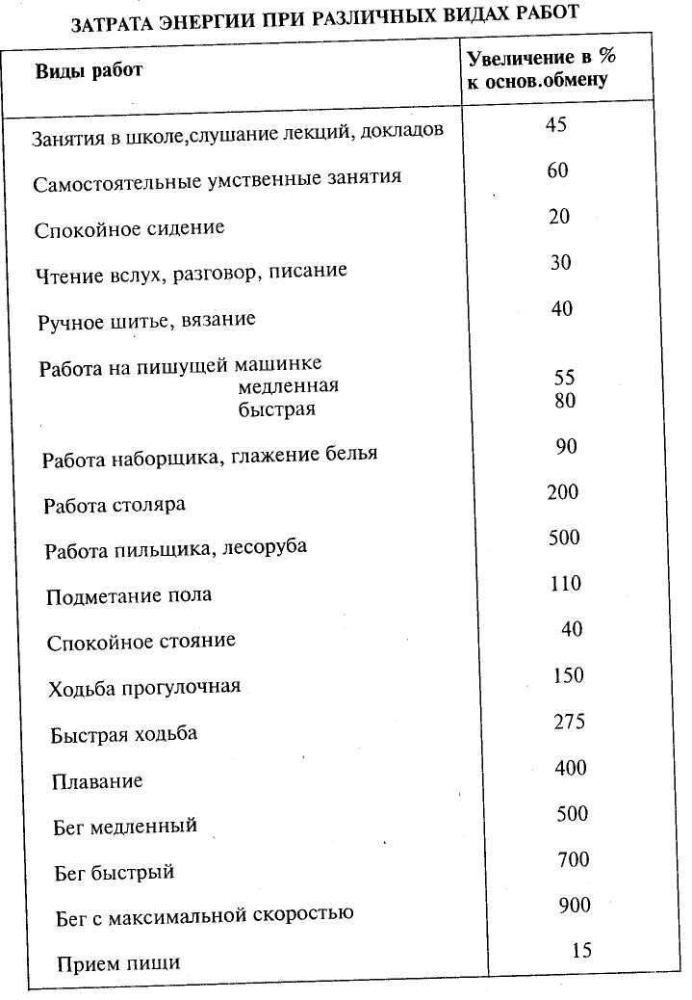 ЗАТРАТА ЭНЕРГИИ ПРИ РАЗЛИЧНЫХ ВИДАХ РАБОТ
Виды работ Увеличение в %
к основ.обмену
Занятия в школе,слушание лекций, докладов 45
Самостоятельные умственные занятия 60
Спокойное сидение 20
Чтение вслух, разговор, писание 30
Ручное шитье, вязание 40
Работа на пишущей машинке
медленная 55
быстрая 80
Работа наборщика, глажение белья 90
Работа столяра 200
Работа пильщика, лесоруба 500
Подметание пола 110
Спокойное стояние 40
Ходьба прогулочная 150
Быстрая ходьба 275
Плавание 400
Бег медленный 500
Бег быстрый 700
Бег с максимальной скоростью 900
Прием пищи 15